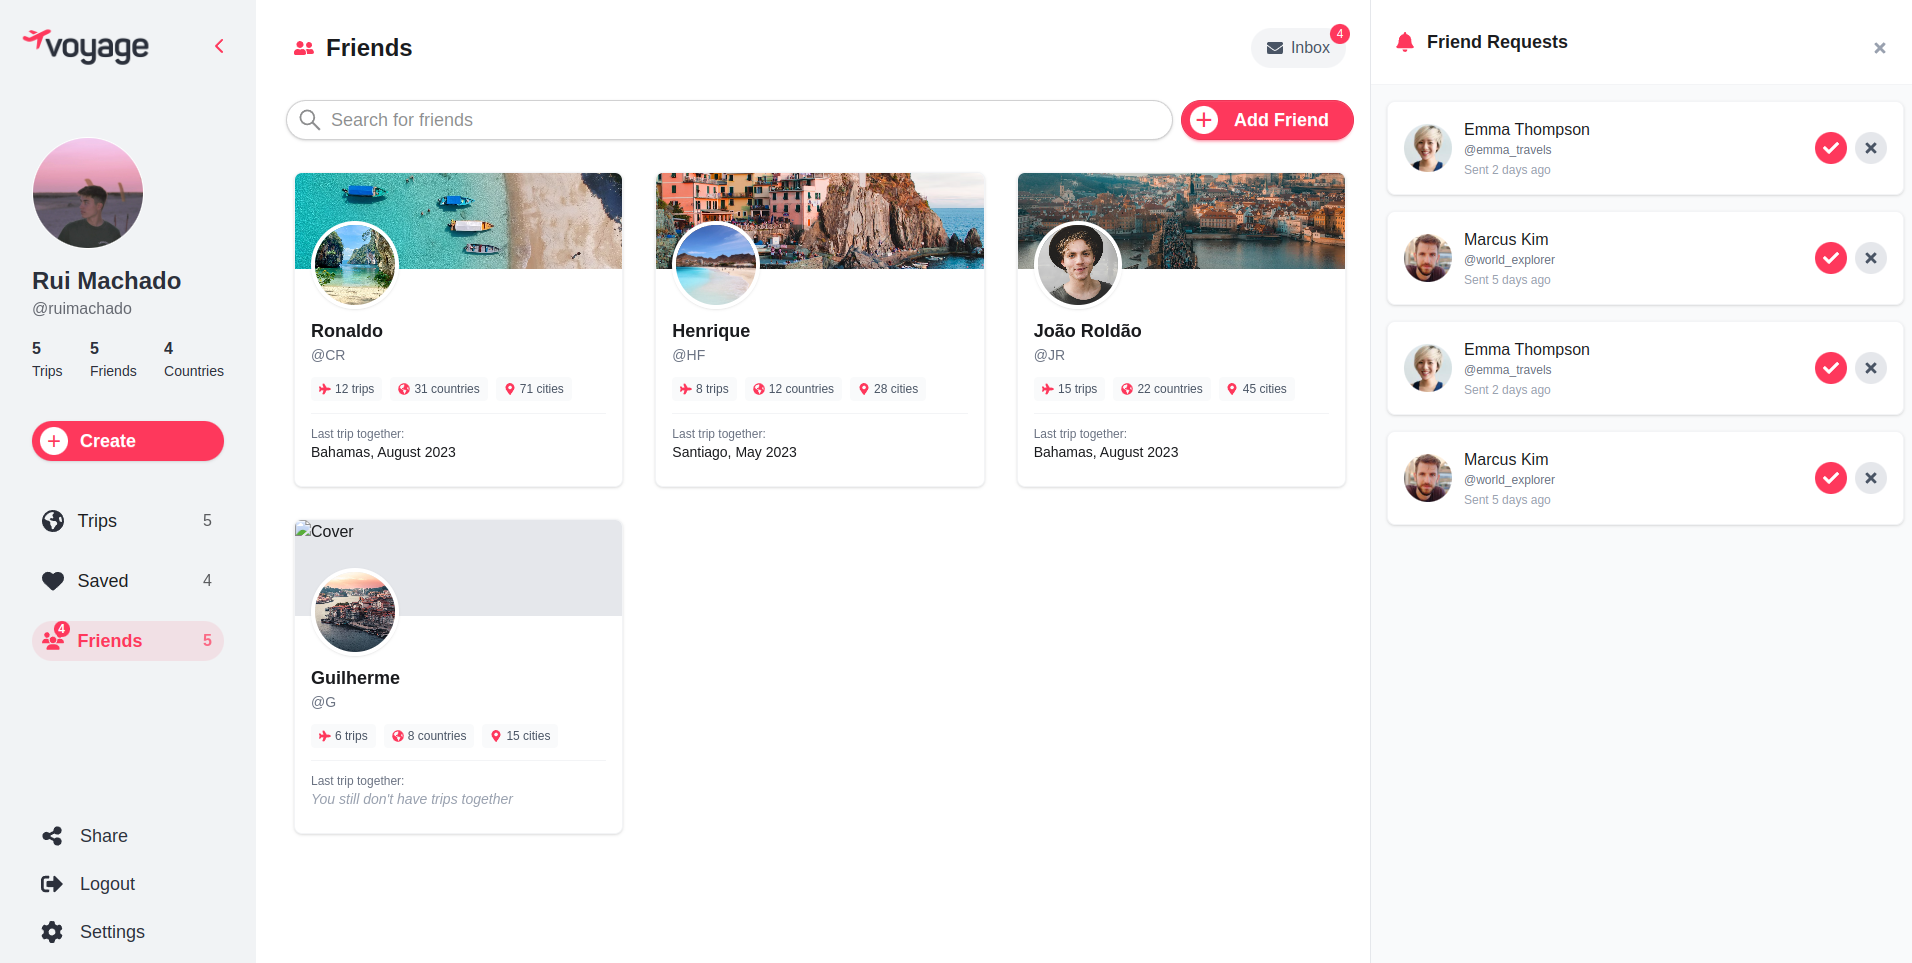 voyage
Rui Machado
@ruimachado
5 5 4
Trips Friends Countries
Create
Trips 5
Saved 4
4
Friends 5
Share
Logout
Settings
Friends
Inbox 4
Search for friends
Add Friend
Ronaldo
@CR
12 trips 31 countries 71 cities
Last trip together:
Bahamas, August 2023
Henrique
@HF
8 trips 12 countries 28 cities
Last trip together:
Santiago, May 2023
João Roldão
@JR
15 trips 22 countries 45 cities
Last trip together:
Bahamas, August 2023
Cover
Guilherme
@G
6 trips 8 countries 15 cities
Last trip together:
You still don't have trips together
Friend Requests
Emma Thompson
@emma_travels
Sent 2 days ago
Marcus Kim
@world_explorer
Sent 5 days ago
Emma Thompson
@emma_travels
Sent 2 days ago
Marcus Kim
@world_explorer
Sent 5 days ago